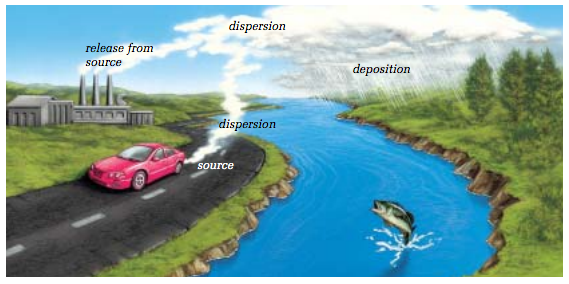 dispersion
release from
source
deposition
dispersion
source